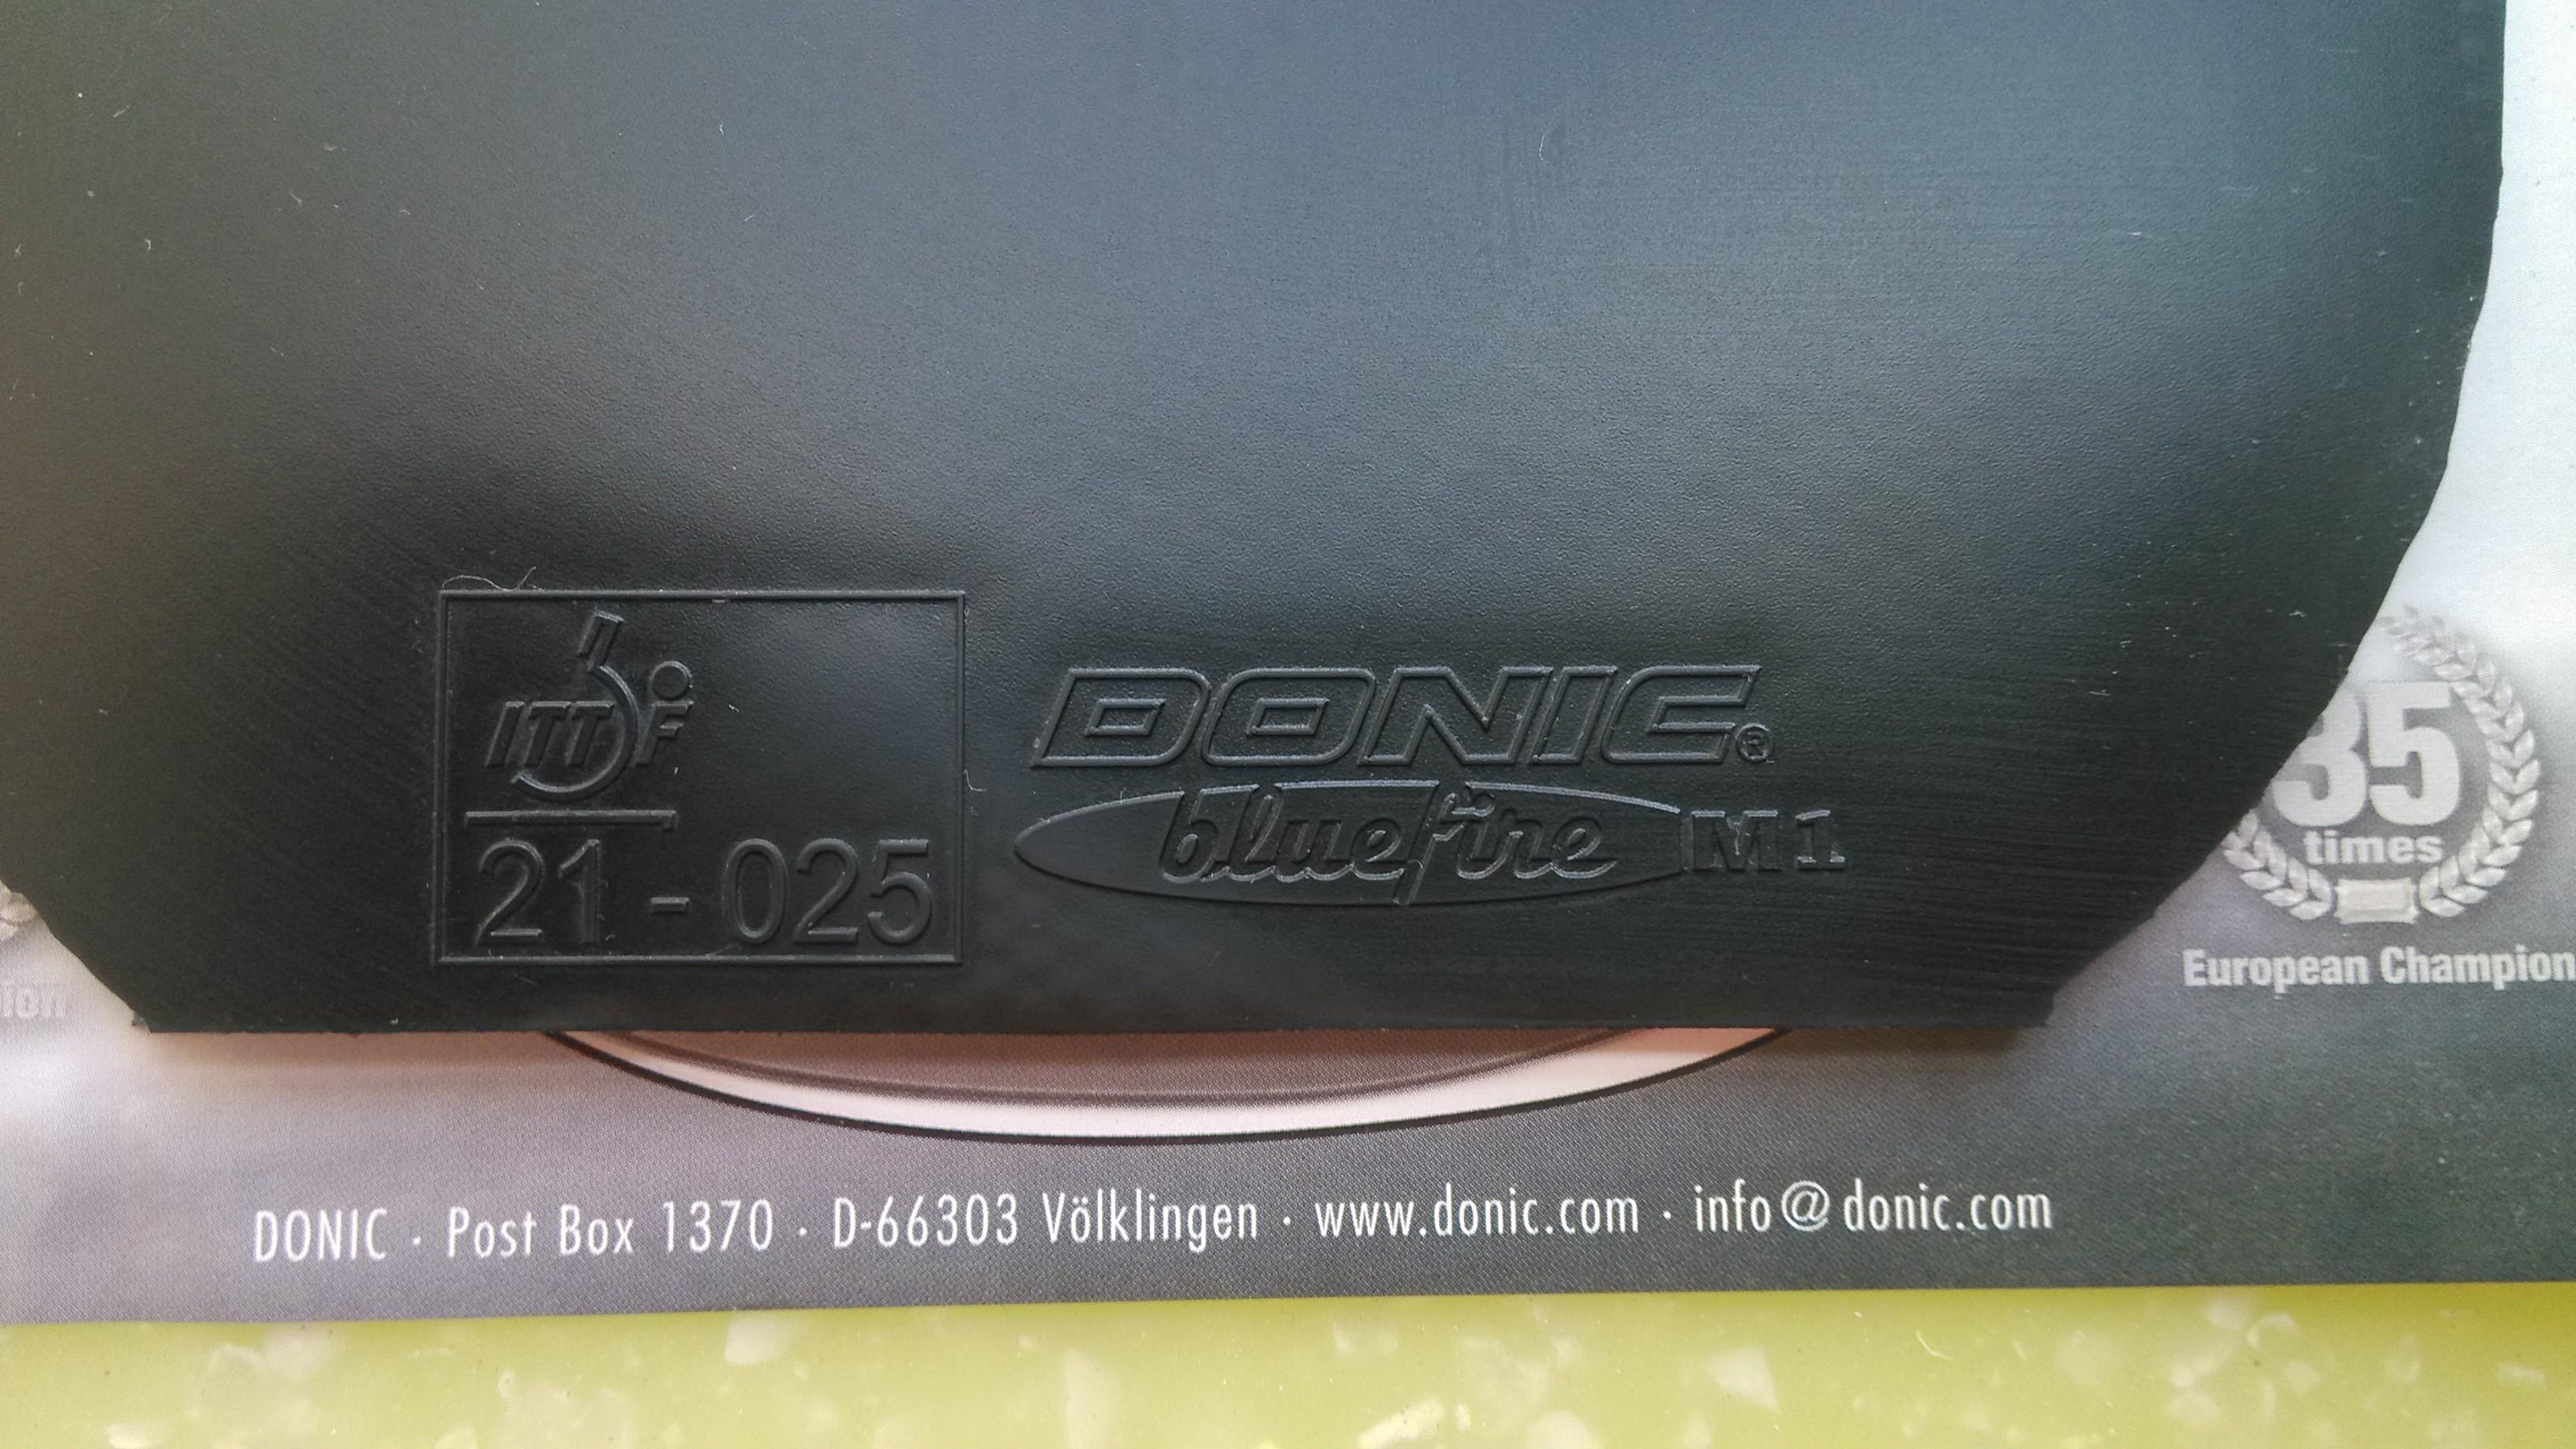 ITTF
21 - 025
DONIC®
bluefire M1
35
times
European Champion
ion
DONIC · Post Box 1370 · D-66303 Völklingen · www.donic.com · info@donic.com